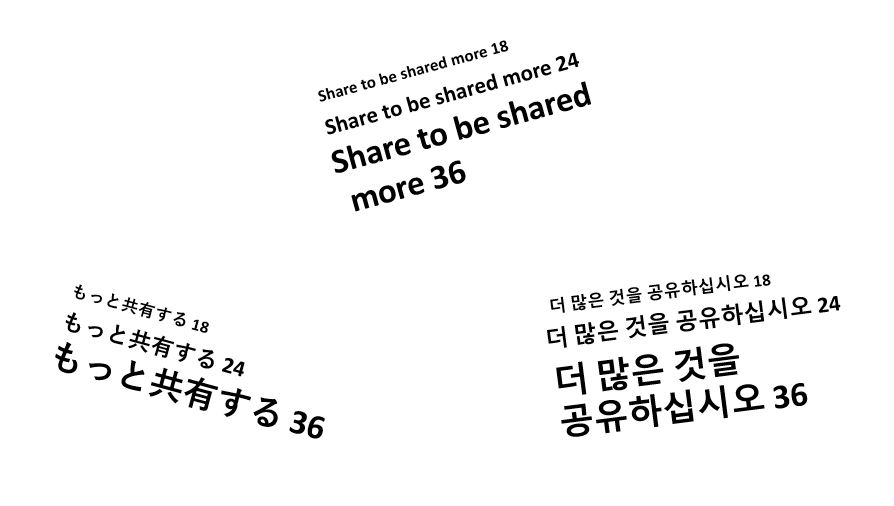 Share to be shared more 18
Share to be shared more 24
Share to be shared
more 36
もっと共有する 18
もっと共有する 24
もっと共有する 36
더 많은 것을 공유하십시오 18
더 많은 것을 공유하십시오 24
더 많은 것을
공유하십시오 36